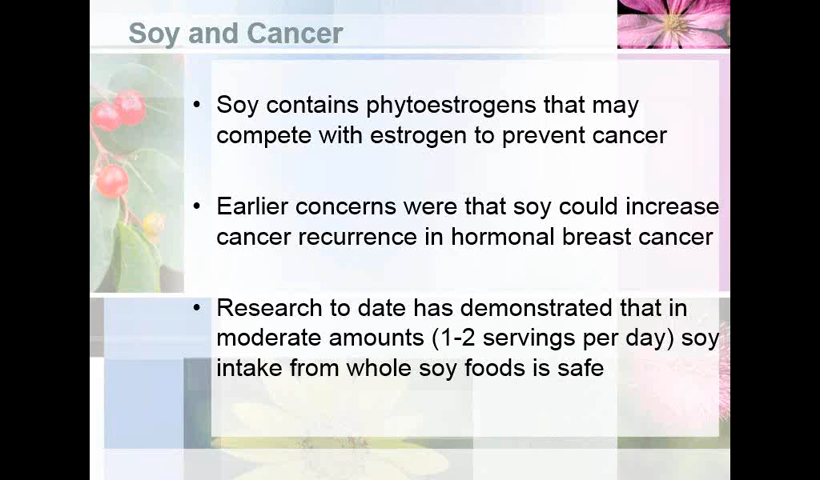 Soy and Cancer
• Soy contains phytoestrogens that may
compete with estrogen to prevent cancer
• Earlier concerns were that soy could increase
cancer recurrence in hormonal breast cancer
• Research to date has demonstrated that in
moderate amounts (1-2 servings per day) soy
intake from whole soy foods is safe